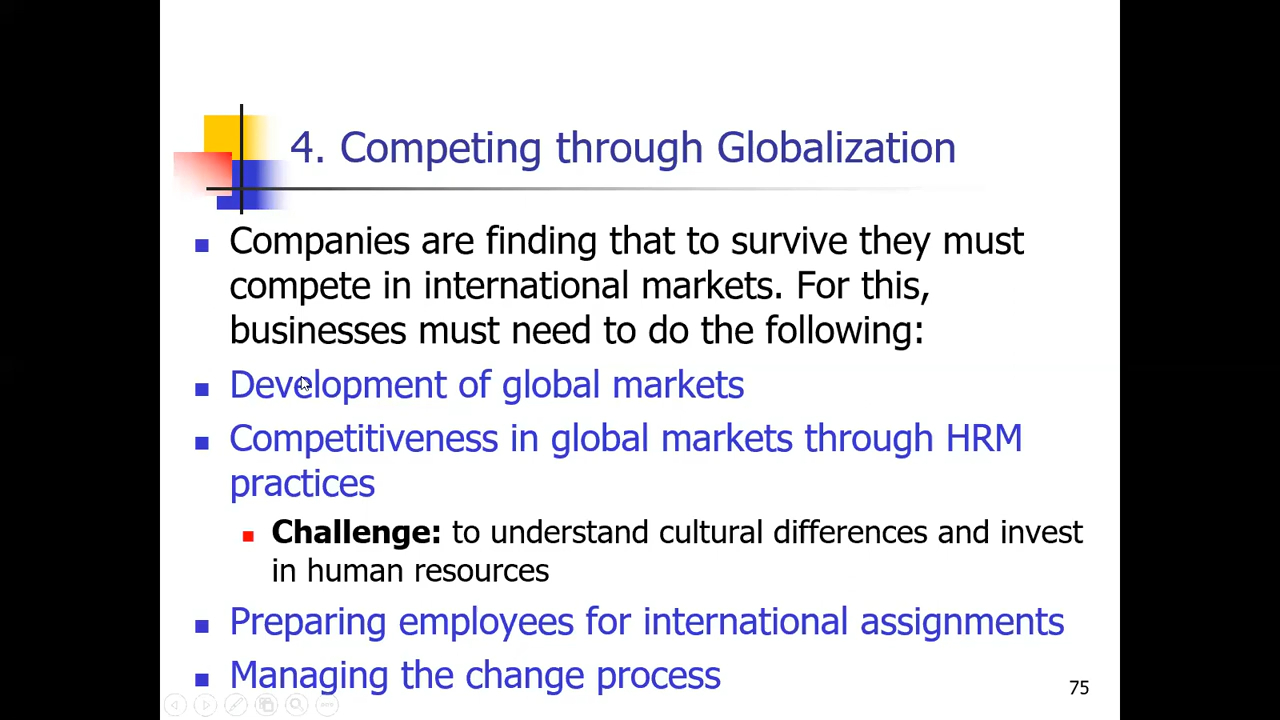 4. Competing through Globalization
Companies are finding that to survive they must
compete in international markets. For this,
businesses must need to do the following:
Development of global markets
Competitiveness in global markets through HRM
practices
Challenge: to understand cultural differences and invest
in human resources
Preparing employees for international assignments
Managing the change process
75